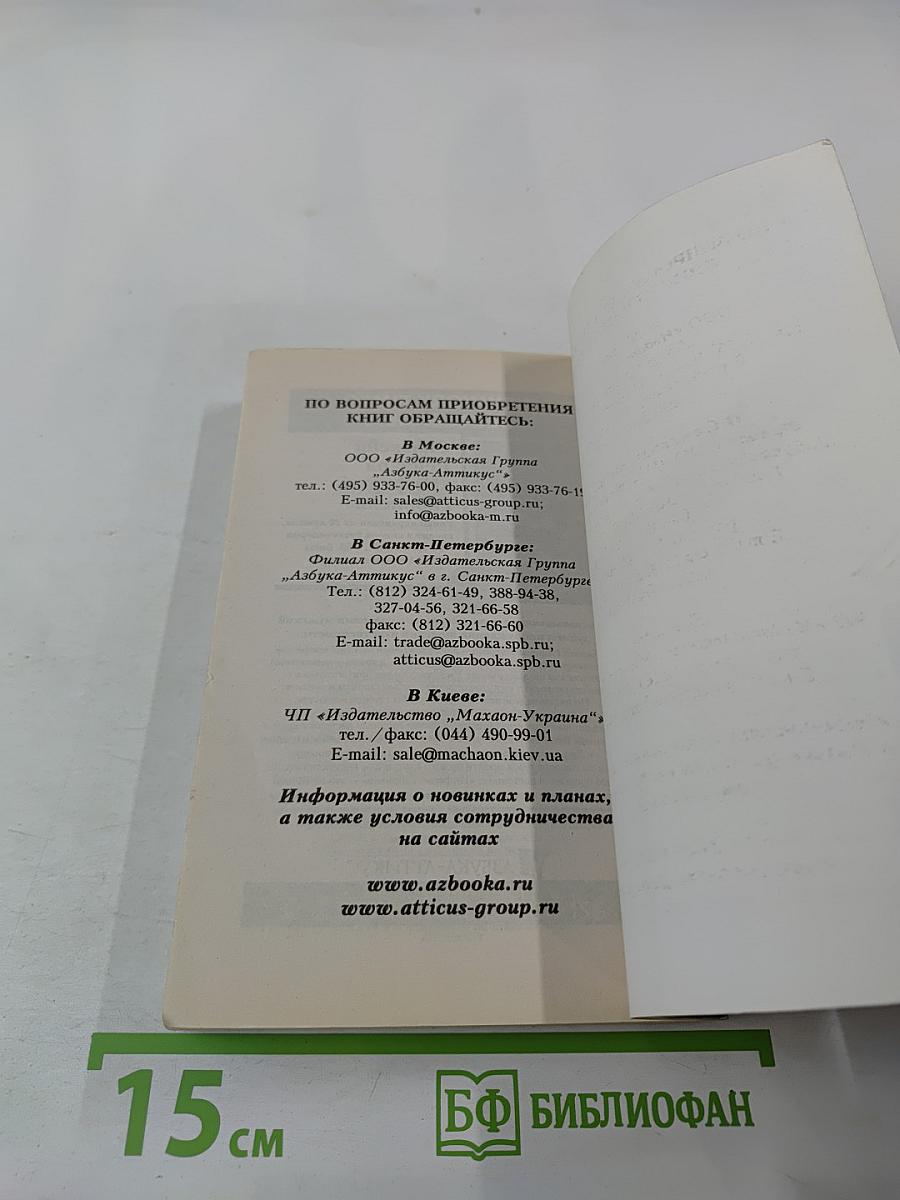 ПО ВОПРОСАМ ПРИОБРЕТЕНИЯ
КНИГ ОБРАЩАЙТЕСЬ:
В Москве:
ООО «Издательская Группа
„Азбука-Аттикус“»
тел.: (495) 933-76-00, факс: (495) 933-76-19
E-mail: sales@atticus-group.ru;
info@azbooka-m.ru
В Санкт-Петербурге:
Филиал ООО «Издательская Группа
„Азбука-Аттикус“ в г. Санкт-Петербурге
Тел.: (812) 324-61-49, 388-94-38,
327-04-56, 321-66-58
факс: (812) 321-66-60
E-mail: trade@azbooka.spb.ru;
atticus@azbooka.spb.ru
В Киеве:
ЧП «Издательство „Махаон-Украина“»
тел./факс: (044) 490-99-01
E-mail: sale@machaon.kiev.ua
Информация о новинках и планах,
а также условия сотрудничества
на сайтах
www.azbooka.ru
www.atticus-group.ru
15 см
БФ БИБЛИОФАН